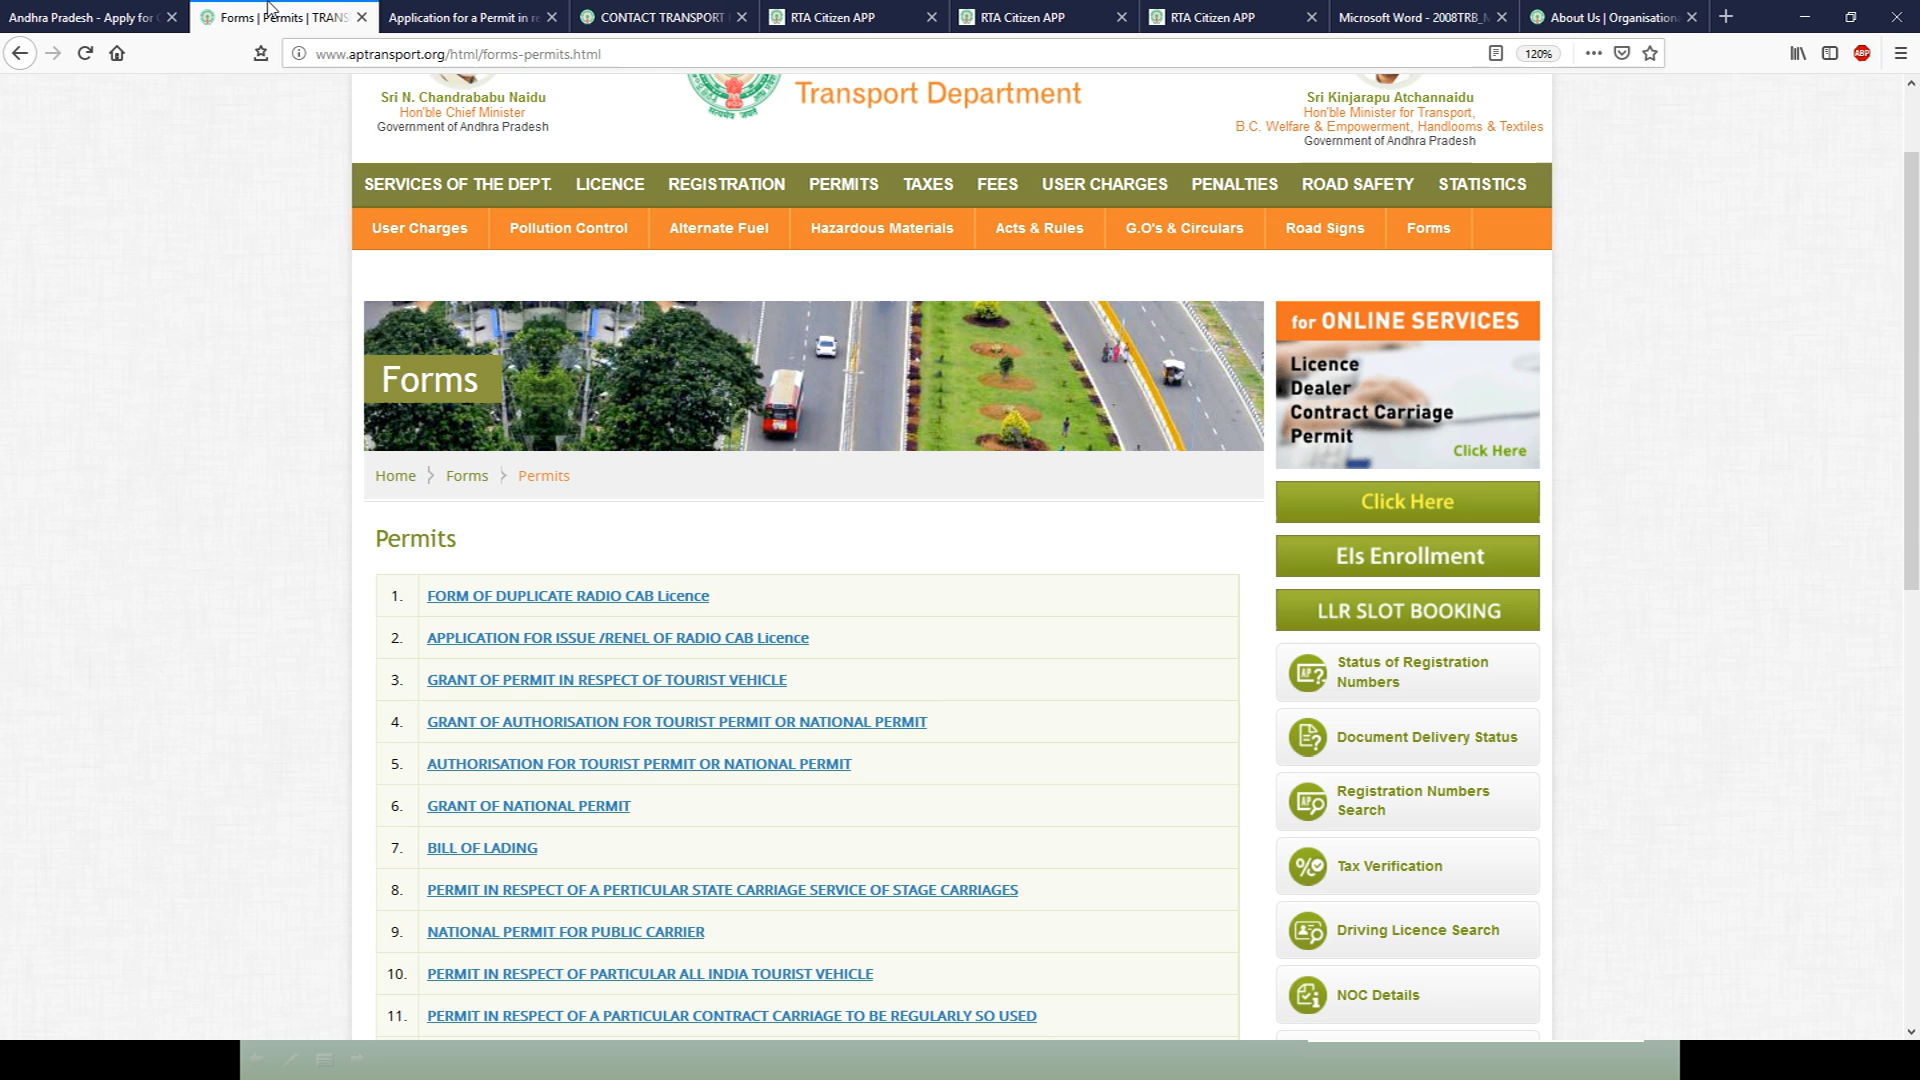 Andhra Pradesh - Apply for
Forms | Permits | TRANS
Application for a Permit in re
CONTACT TRANSPORT
RTA Citizen APP
RTA Citizen APP
RTA Citizen APP
Microsoft Word - 2008TRB_
About Us | Organisation
www.aptransport.org/html/forms-permits.html
120%
ABP
Sri N. Chandrababu Naidu
Hon'ble Chief Minister
Government of Andhra Pradesh
Transport Department
Sri Kinjarapu Atchannaidu
Hon'ble Minister for Transport,
B.C. Welfare & Empowerment, Handlooms & Textiles
Government of Andhra Pradesh
SERVICES OF THE DEPT. LICENCE REGISTRATION PERMITS TAXES FEES USER CHARGES PENALTIES ROAD SAFETY STATISTICS
User Charges Pollution Control Alternate Fuel Hazardous Materials Acts & Rules G.O's & Circulars Road Signs Forms
Forms
Home Forms Permits
Permits
1. FORM OF DUPLICATE RADIO CAB Licence
2. APPLICATION FOR ISSUE /RENEL OF RADIO CAB Licence
3. GRANT OF PERMIT IN RESPECT OF TOURIST VEHICLE
4. GRANT OF AUTHORISATION FOR TOURIST PERMIT OR NATIONAL PERMIT
5. AUTHORISATION FOR TOURIST PERMIT OR NATIONAL PERMIT
6. GRANT OF NATIONAL PERMIT
7. BILL OF LADING
8. PERMIT IN RESPECT OF A PERTICULAR STATE CARRIAGE SERVICE OF STAGE CARRIAGES
9. NATIONAL PERMIT FOR PUBLIC CARRIER
10. PERMIT IN RESPECT OF PARTICULAR ALL INDIA TOURIST VEHICLE
11. PERMIT IN RESPECT OF A PARTICULAR CONTRACT CARRIAGE TO BE REGULARLY SO USED
for ONLINE SERVICES
Licence
Dealer
Contract Carriage
Permit
Click Here
Click Here
EIs Enrollment
LLR SLOT BOOKING
Status of Registration
Numbers
Document Delivery Status
Registration Numbers
Search
Tax Verification
Driving Licence Search
NOC Details